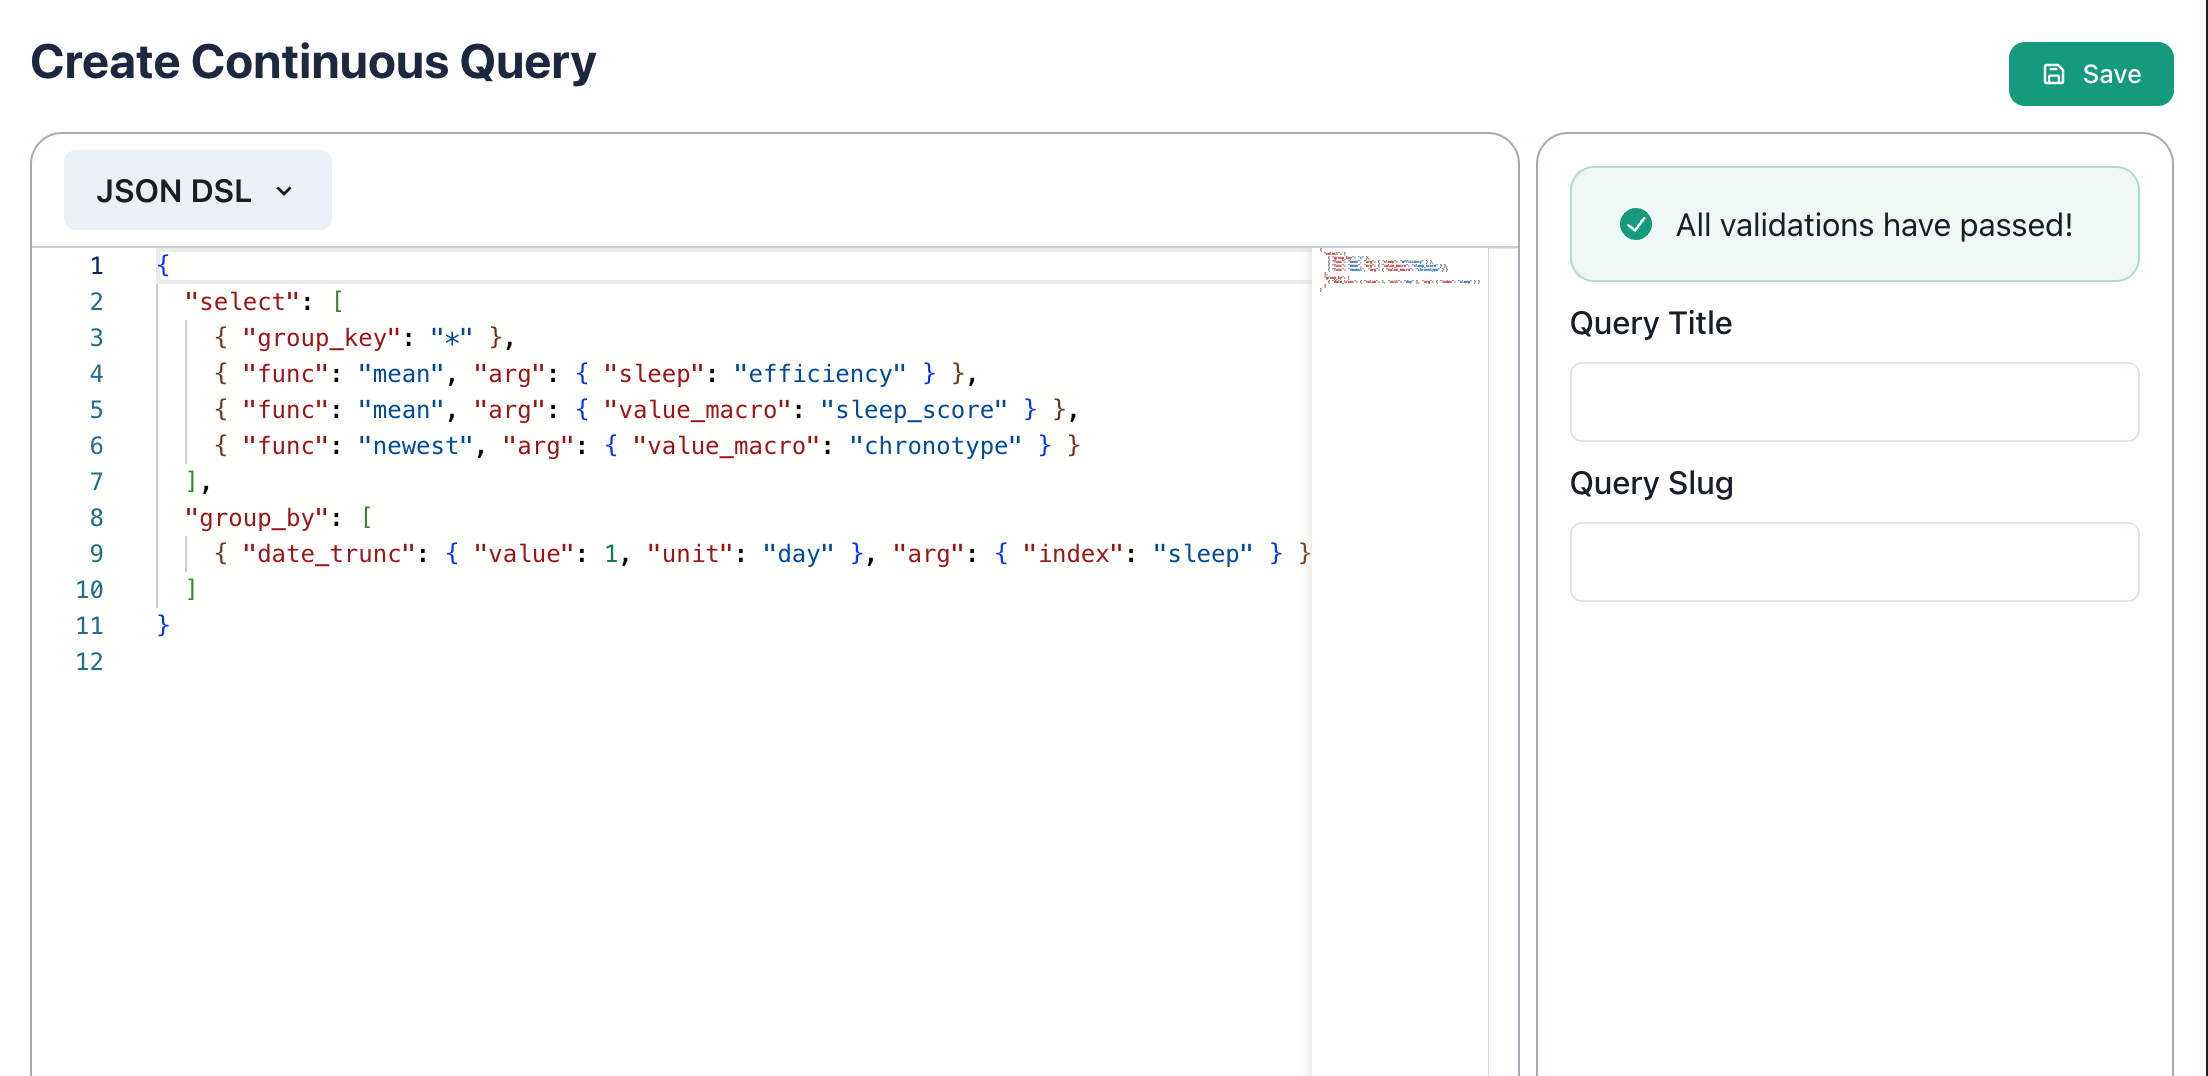 Create Continuous Query
Save
JSON DSL
1 {
2   "select": [
3     { "group_key": "*" },
4     { "func": "mean", "arg": { "sleep": "efficiency" } },
5     { "func": "mean", "arg": { "value_macro": "sleep_score" } },
6     { "func": "newest", "arg": { "value_macro": "chronotype" } }
7   ],
8   "group_by": [
9     { "date_trunc": { "value": 1, "unit": "day" }, "arg": { "index": "sleep" } }
10   ]
11 }
12
All validations have passed!
Query Title
Query Slug